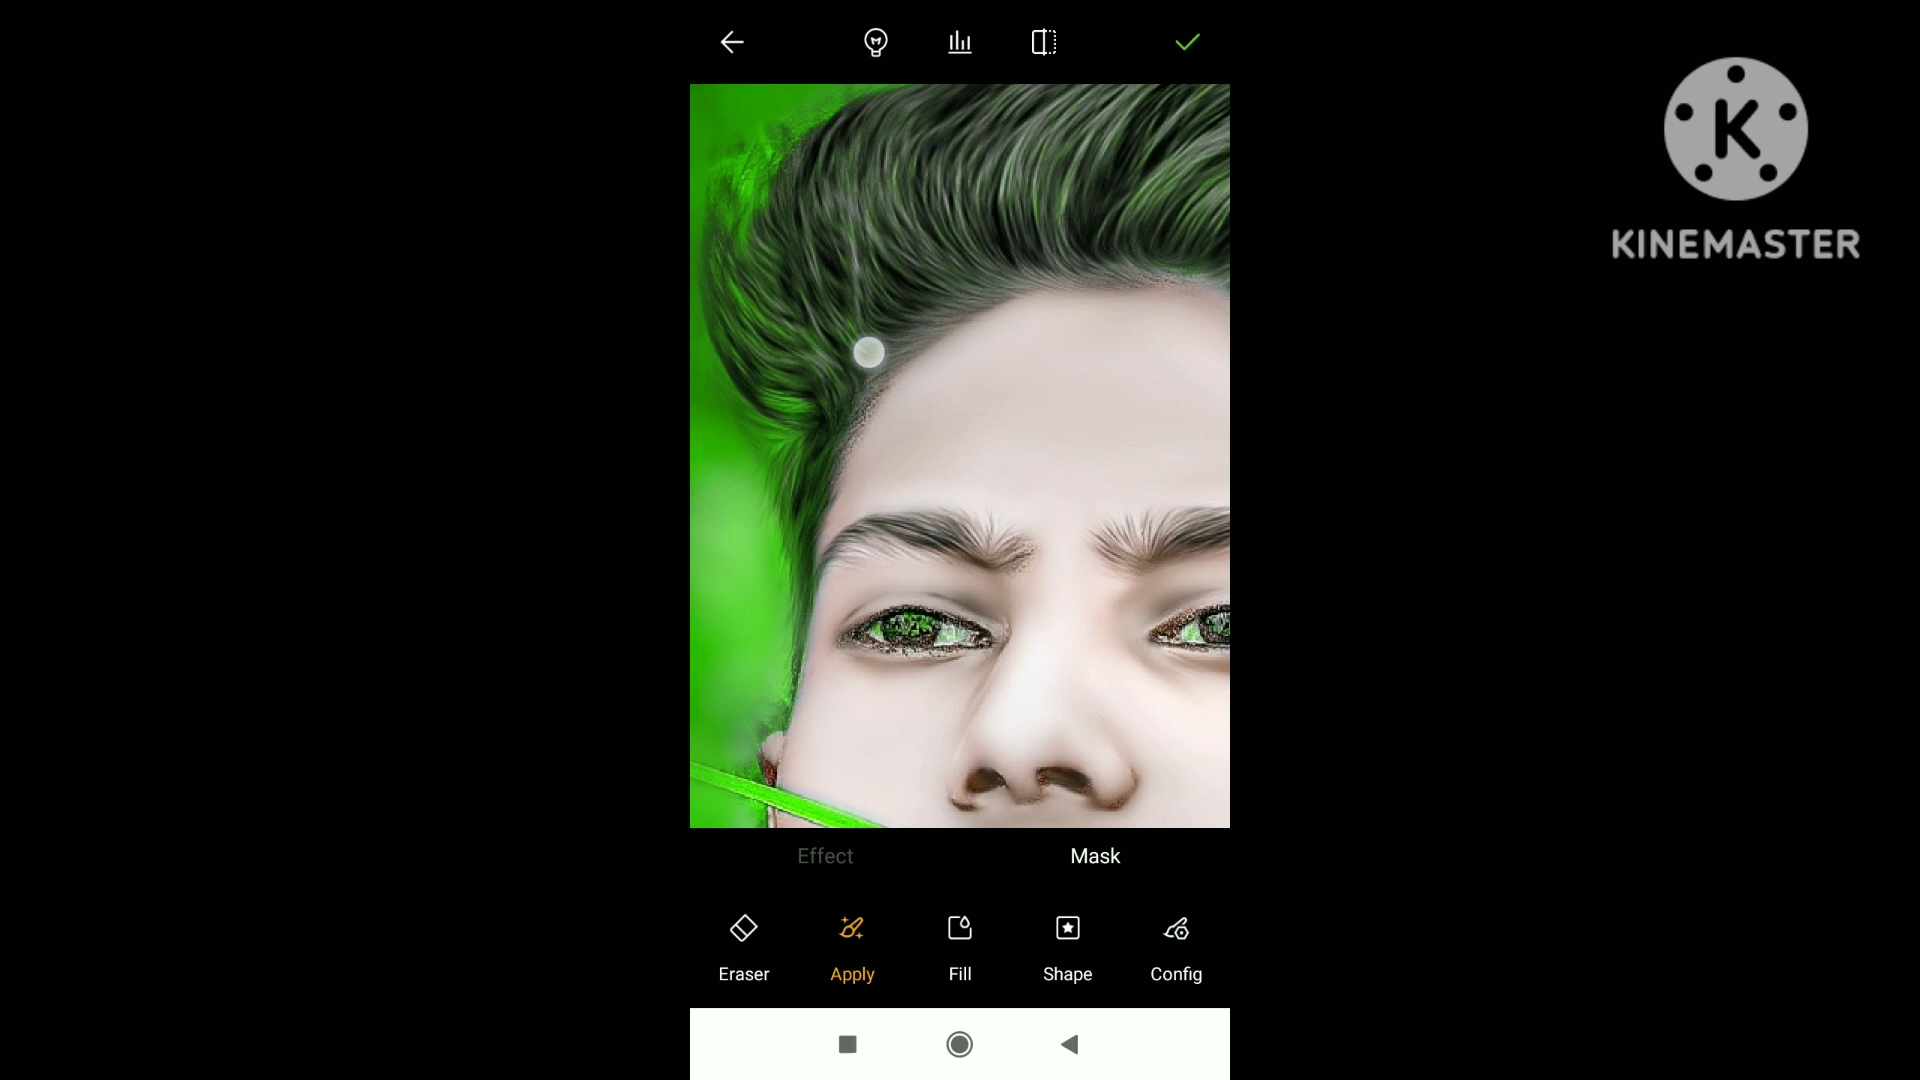 KINEMASTER
Effect
Mask
Eraser
Apply
Fill
Shape
Config